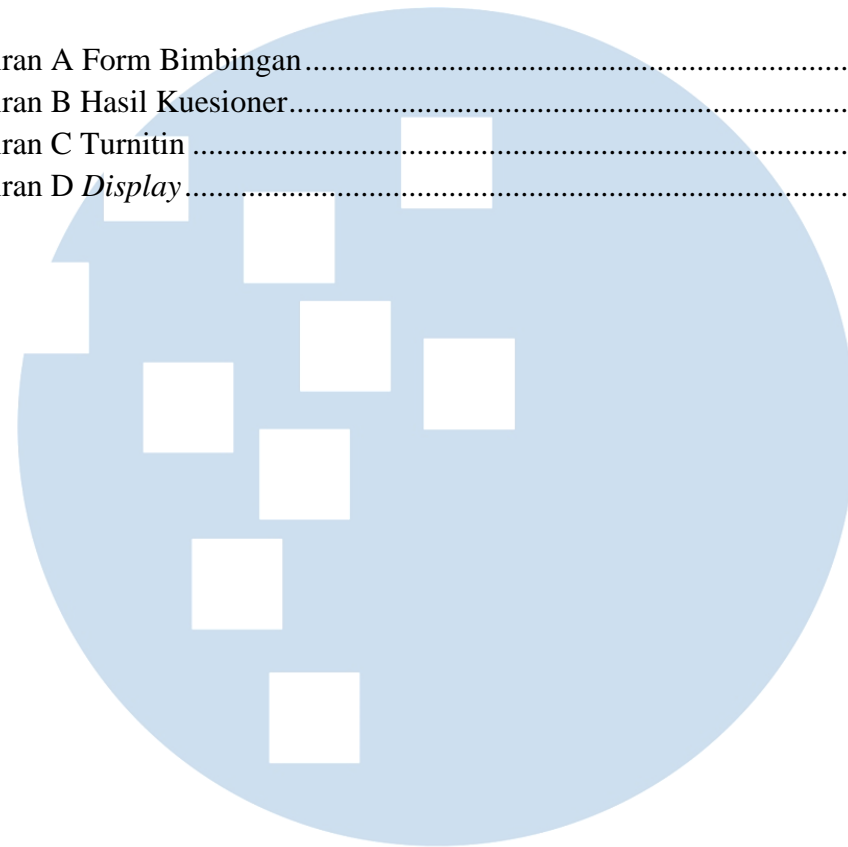 ran A Form Bimbingan........................................................................
ran B Hasil Kuesioner..........................................................................
ran C Turnitin ......................................................................................
ran D Display.......................................................................................